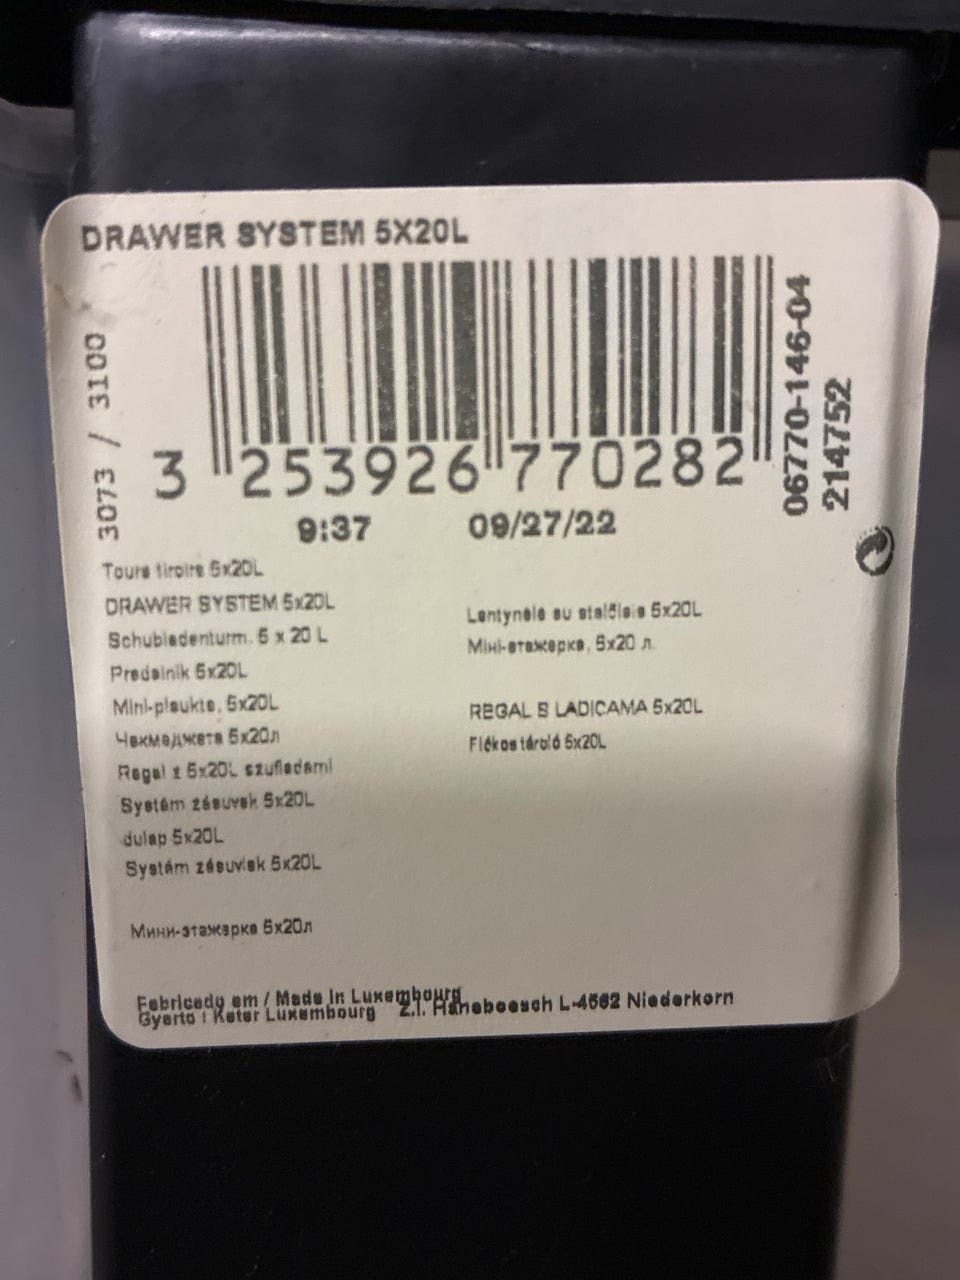 DRAWER SYSTEM 5X20L
3073 / 3100
3 253926 770282
06770-146-04
214752
9:37 09/27/22
Tours tiroirs 5x20L
DRAWER SYSTEM 5x20L
Schubladenturm. 5 x 20 L
Predalnik 5x20L
Mini-plaukts, 5x20L
Чекмеджета 5x20л
Regal z 5x20L szufladami
Systém zásuvek 5x20L
dulap 5x20L
Systém zásuviek 5x20L
Мини-этажерка 5x20л
Lentynėlė su stalčiais 5x20L
Міні-етажерка, 5x20 л.
REGAL S LADICAMA 5x20L
Fiókos tároló 5x20L
Fabricado em / Made In Luxembourg
Gyártó : Keter Luxembourg Z.I. Haneboesch L-4562 Niederkorn